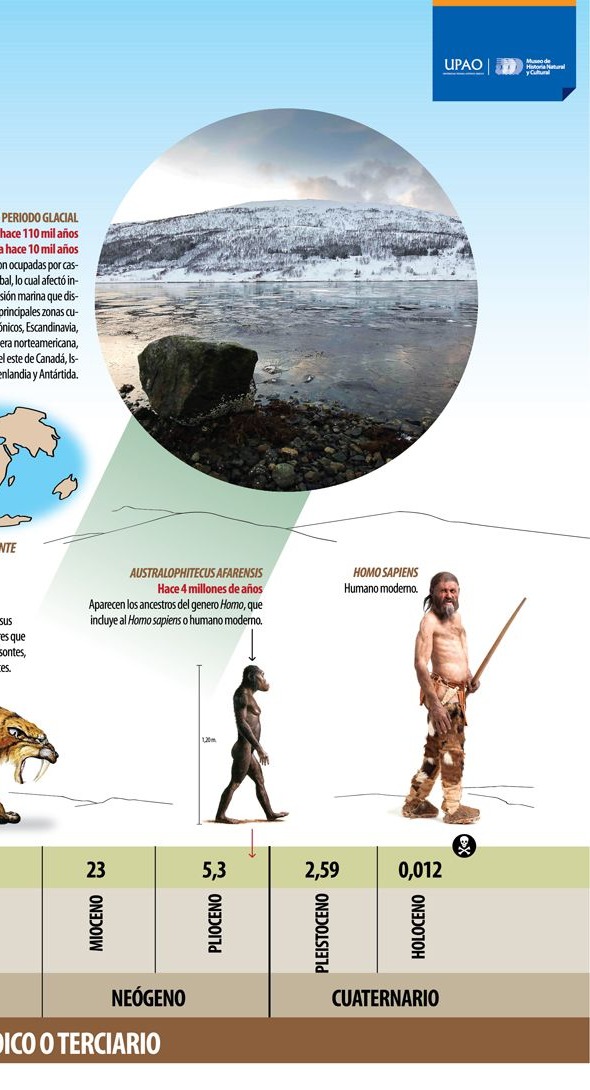 UPAO
Museo de
Historia Natural
y Cultural
PERIODO GLACIAL
hace 110 mil años
a hace 10 mil años
on ocupadas por cas-
bal, lo cual afectó in-
sión marina que dis-
principales zonas cu-
ónicos, Escandinavia,
era norteamericana,
el este de Canadá, Is-
enlandia y Antártida.
NTE
sus
res que
sontes,
tes.
AUSTRALOPHITECUS AFARENSIS
Hace 4 millones de años
Aparecen los ancestros del genero Homo, que
incluye al Homo sapiens o humano moderno.
HOMO SAPIENS
Humano moderno.
1,20 m.
23
5,3
2,59
0,012
MIOCENO
PLIOCENO
PLEISTOCENO
HOLOCENO
NEÓGENO
CUATERNARIO
OICO O TERCIARIO